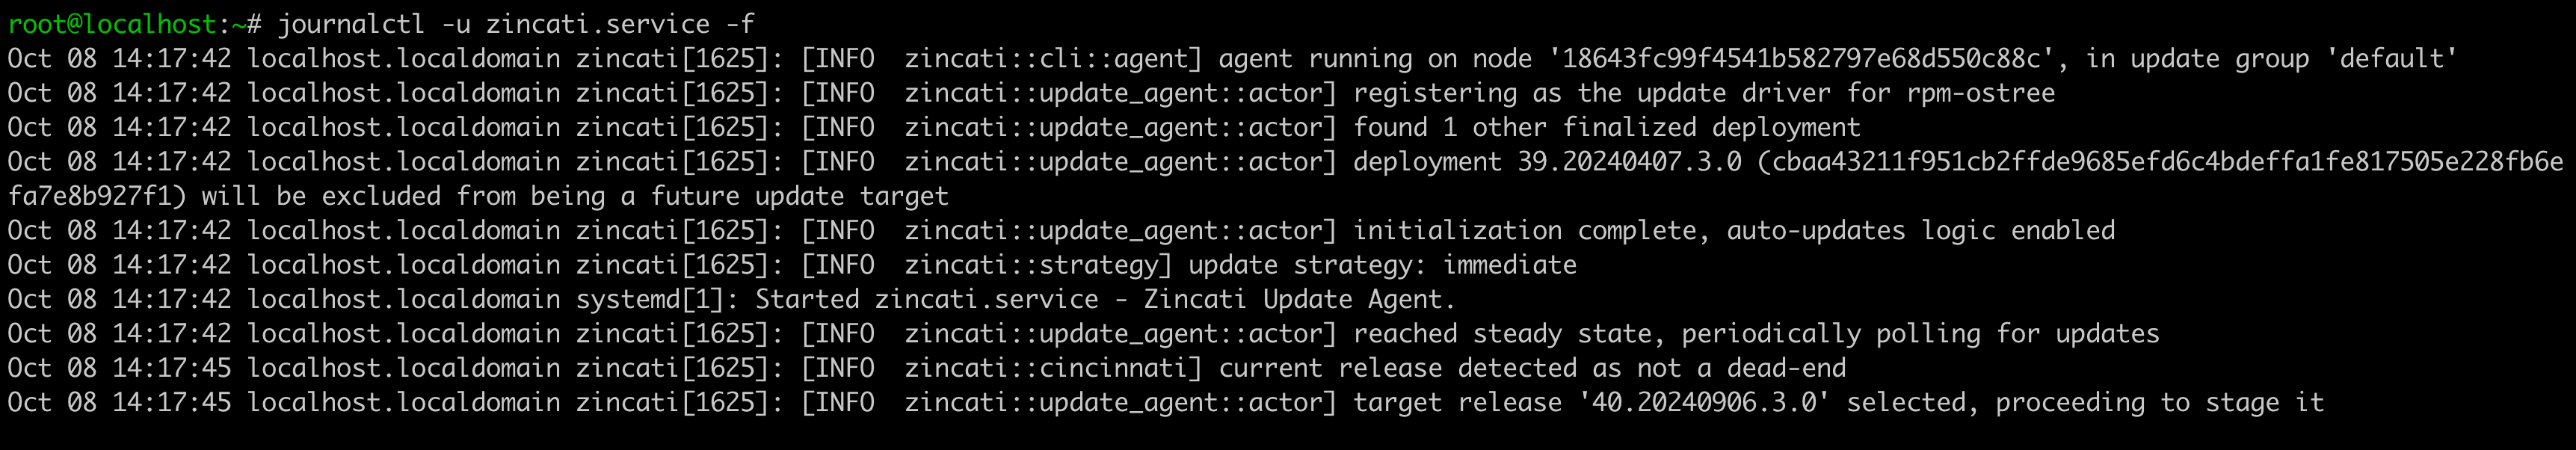 root@localhost:~# journalctl -u zincati.service -f
Oct 08 14:17:42 localhost.localdomain zincati[1625]: [INFO  zincati::cli::agent] agent running on node '18643fc99f4541b582797e68d550c88c', in update group 'default'
Oct 08 14:17:42 localhost.localdomain zincati[1625]: [INFO  zincati::update_agent::actor] registering as the update driver for rpm-ostree
Oct 08 14:17:42 localhost.localdomain zincati[1625]: [INFO  zincati::update_agent::actor] found 1 other finalized deployment
Oct 08 14:17:42 localhost.localdomain zincati[1625]: [INFO  zincati::update_agent::actor] deployment 39.20240407.3.0 (cbaa43211f951cb2ffde9685efd6c4bdeffa1fe817505e228fb6e
fa7e8b927f1) will be excluded from being a future update target
Oct 08 14:17:42 localhost.localdomain zincati[1625]: [INFO  zincati::update_agent::actor] initialization complete, auto-updates logic enabled
Oct 08 14:17:42 localhost.localdomain zincati[1625]: [INFO  zincati::strategy] update strategy: immediate
Oct 08 14:17:42 localhost.localdomain systemd[1]: Started zincati.service - Zincati Update Agent.
Oct 08 14:17:42 localhost.localdomain zincati[1625]: [INFO  zincati::update_agent::actor] reached steady state, periodically polling for updates
Oct 08 14:17:45 localhost.localdomain zincati[1625]: [INFO  zincati::cincinnati] current release detected as not a dead-end
Oct 08 14:17:45 localhost.localdomain zincati[1625]: [INFO  zincati::update_agent::actor] target release '40.20240906.3.0' selected, proceeding to stage it